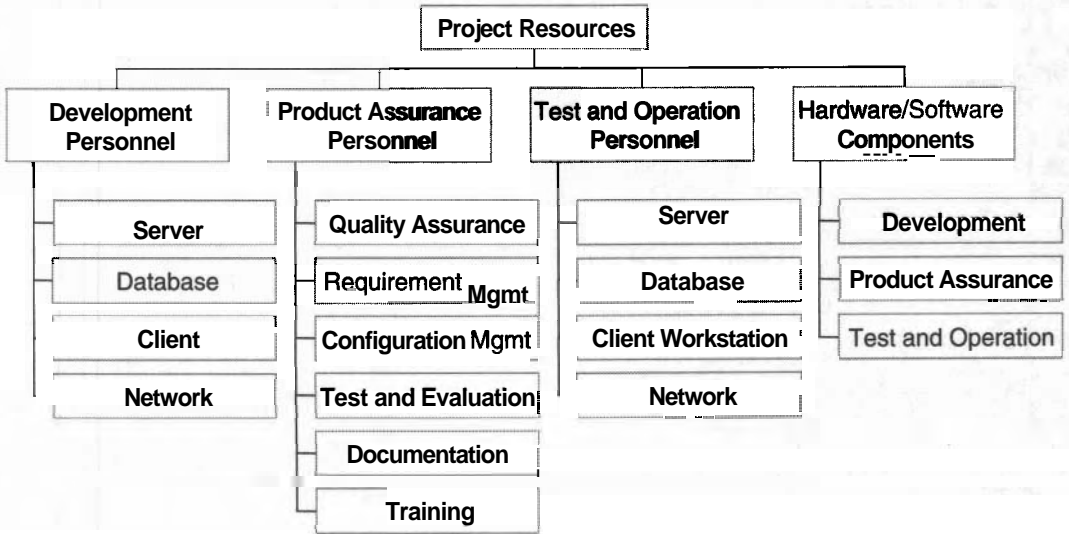 Project Resources
Development
Personnel
Product Assurance
Personnel
Test and Operation
Personnel
Hardware/Software
Components
Server
Database
Client
Network
Quality Assurance
Requirement Mgmt
Configuration Mgmt
Test and Evaluation
Documentation
Training
Server
Database
Client Workstation
Network
Development
Product Assurance
Test and Operation